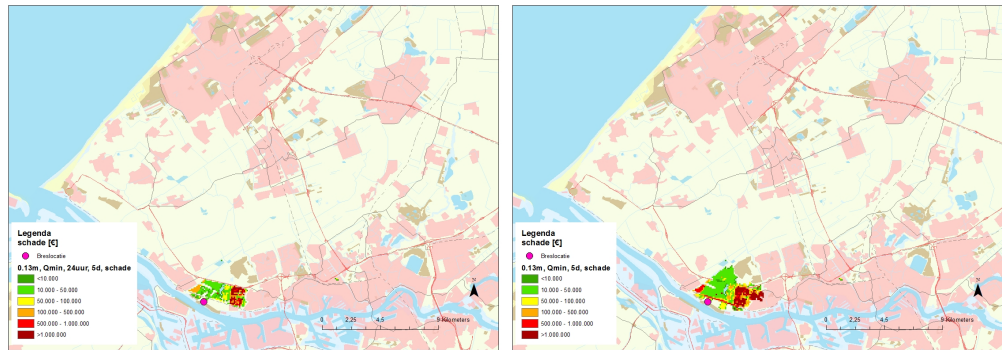 Legenda
schade [€]
Breslocatie
0.13m, Qmin, 24uur, 5d, schade
<10.000
10.000 - 50.000
50.000 - 100.000
100.000 - 500.000
500.000 - 1.000.000
>1.000.000
0 2,25 4,5 9 Kilometers
Legenda
schade [€]
Breslocatie
0.13m, Qmin, 5d, schade
<10.000
10.000 - 50.000
50.000 - 100.000
100.000 - 500.000
500.000 - 1.000.000
>1.000.000
0 2,25 4,5 9 Kilometers